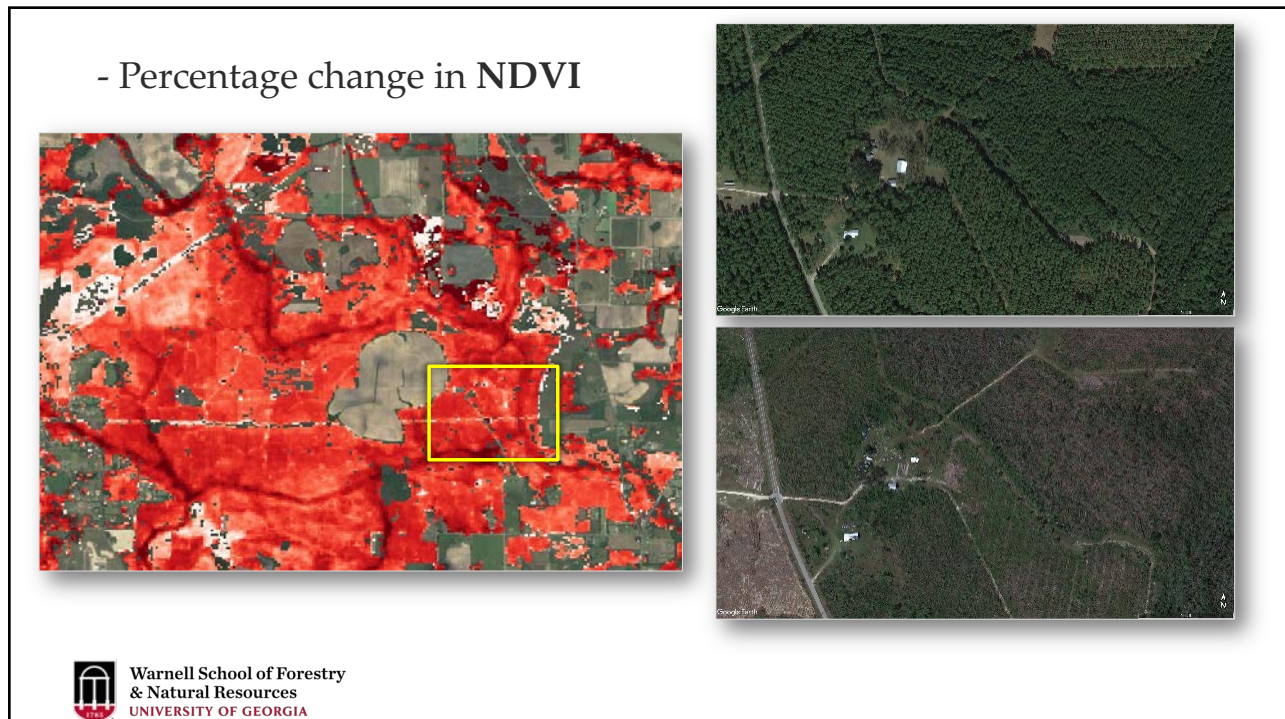 - Percentage change in NDVI
Google Earth
N
Google Earth
N
1785
Warnell School of Forestry
& Natural Resources
UNIVERSITY OF GEORGIA